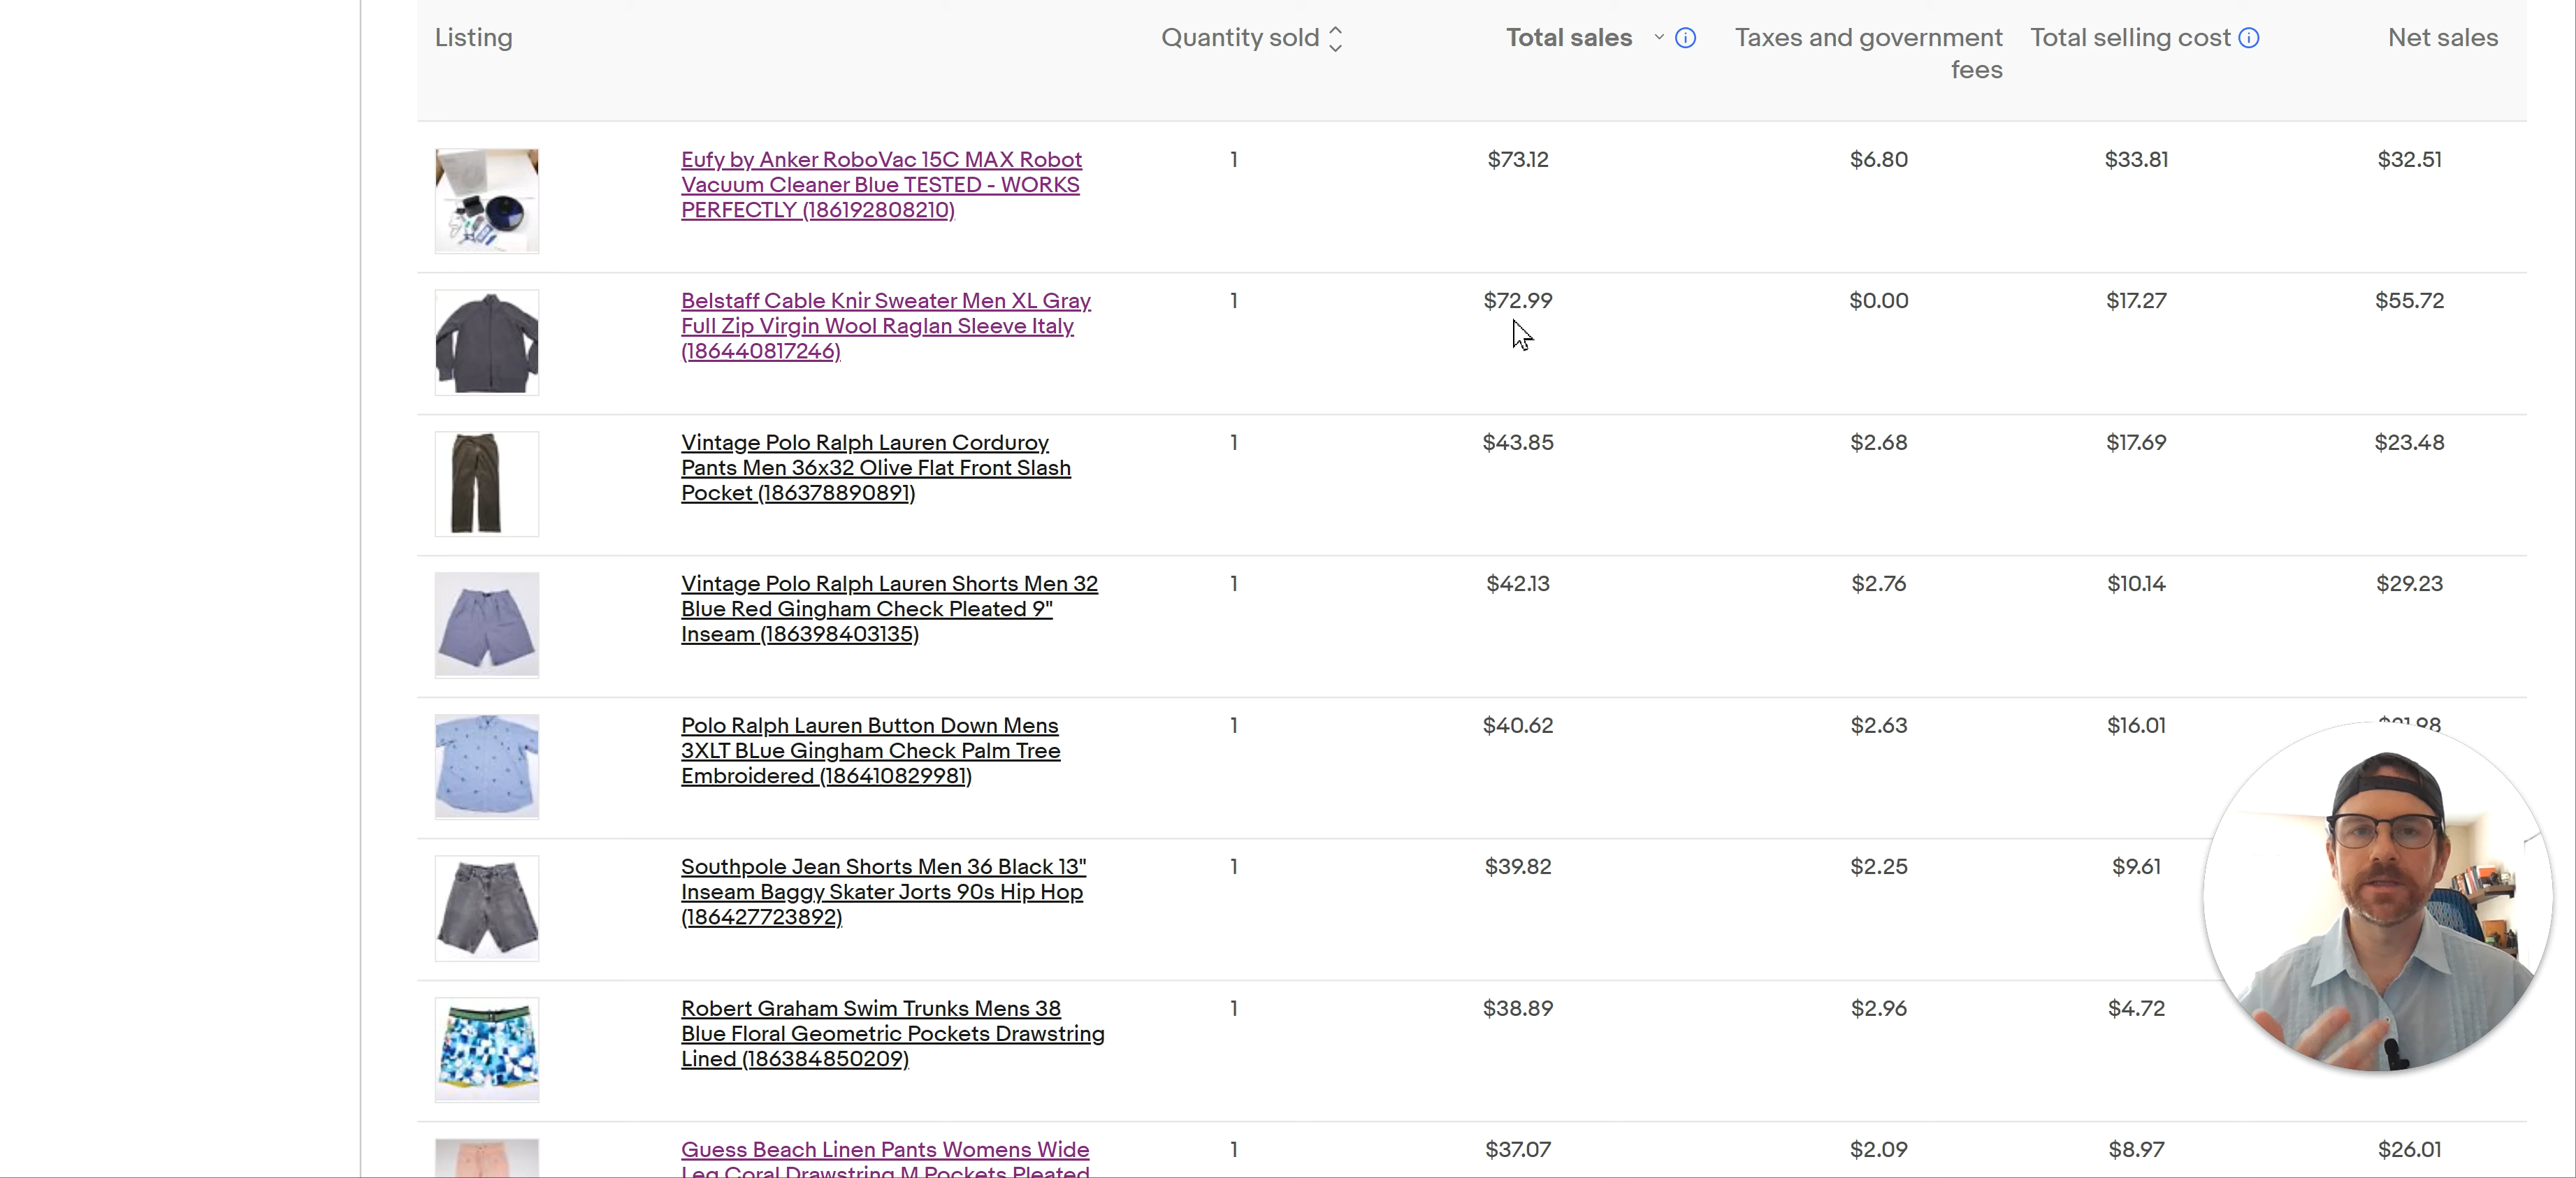 Listing
Quantity sold
Total sales
Taxes and government
fees
Total selling cost
Net sales
Eufy by Anker RoboVac 15C MAX Robot
Vacuum Cleaner Blue TESTED - WORKS
PERFECTLY (186192808210)
1
$73.12
$6.80
$33.81
$32.51
Belstaff Cable Knir Sweater Men XL Gray
Full Zip Virgin Wool Raglan Sleeve Italy
(186440817246)
1
$72.99
$0.00
$17.27
$55.72
Vintage Polo Ralph Lauren Corduroy
Pants Men 36x32 Olive Flat Front Slash
Pocket (186378890891)
1
$43.85
$2.68
$17.69
$23.48
Vintage Polo Ralph Lauren Shorts Men 32
Blue Red Gingham Check Pleated 9"
Inseam (186398403135)
1
$42.13
$2.76
$10.14
$29.23
Polo Ralph Lauren Button Down Mens
3XLT BLue Gingham Check Palm Tree
Embroidered (186410829981)
1
$40.62
$2.63
$16.01
$21.98
Southpole Jean Shorts Men 36 Black 13"
Inseam Baggy Skater Jorts 90s Hip Hop
(186427723892)
1
$39.82
$2.25
$9.61
Robert Graham Swim Trunks Mens 38
Blue Floral Geometric Pockets Drawstring
Lined (186384850209)
1
$38.89
$2.96
$4.72
Guess Beach Linen Pants Womens Wide
Leg Coral Drawstring M Pockets Pleated
1
$37.07
$2.09
$8.97
$26.01